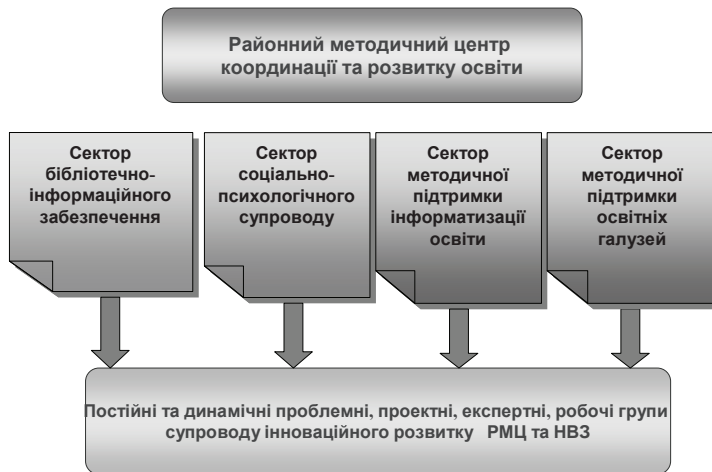 Районний методичний центр
координації та розвитку освіти
Сектор
бібліотечно-
інформаційного
забезпечення
Сектор
соціально-
психологічного
супроводу
Сектор
методичної
підтримки
інформатизації
освіти
Сектор
методичної
підтримки
освітніх
галузей
Постійні та динамічні проблемні, проектні, експертні, робочі групи
супроводу інноваційного розвитку РМЦ та НВЗ